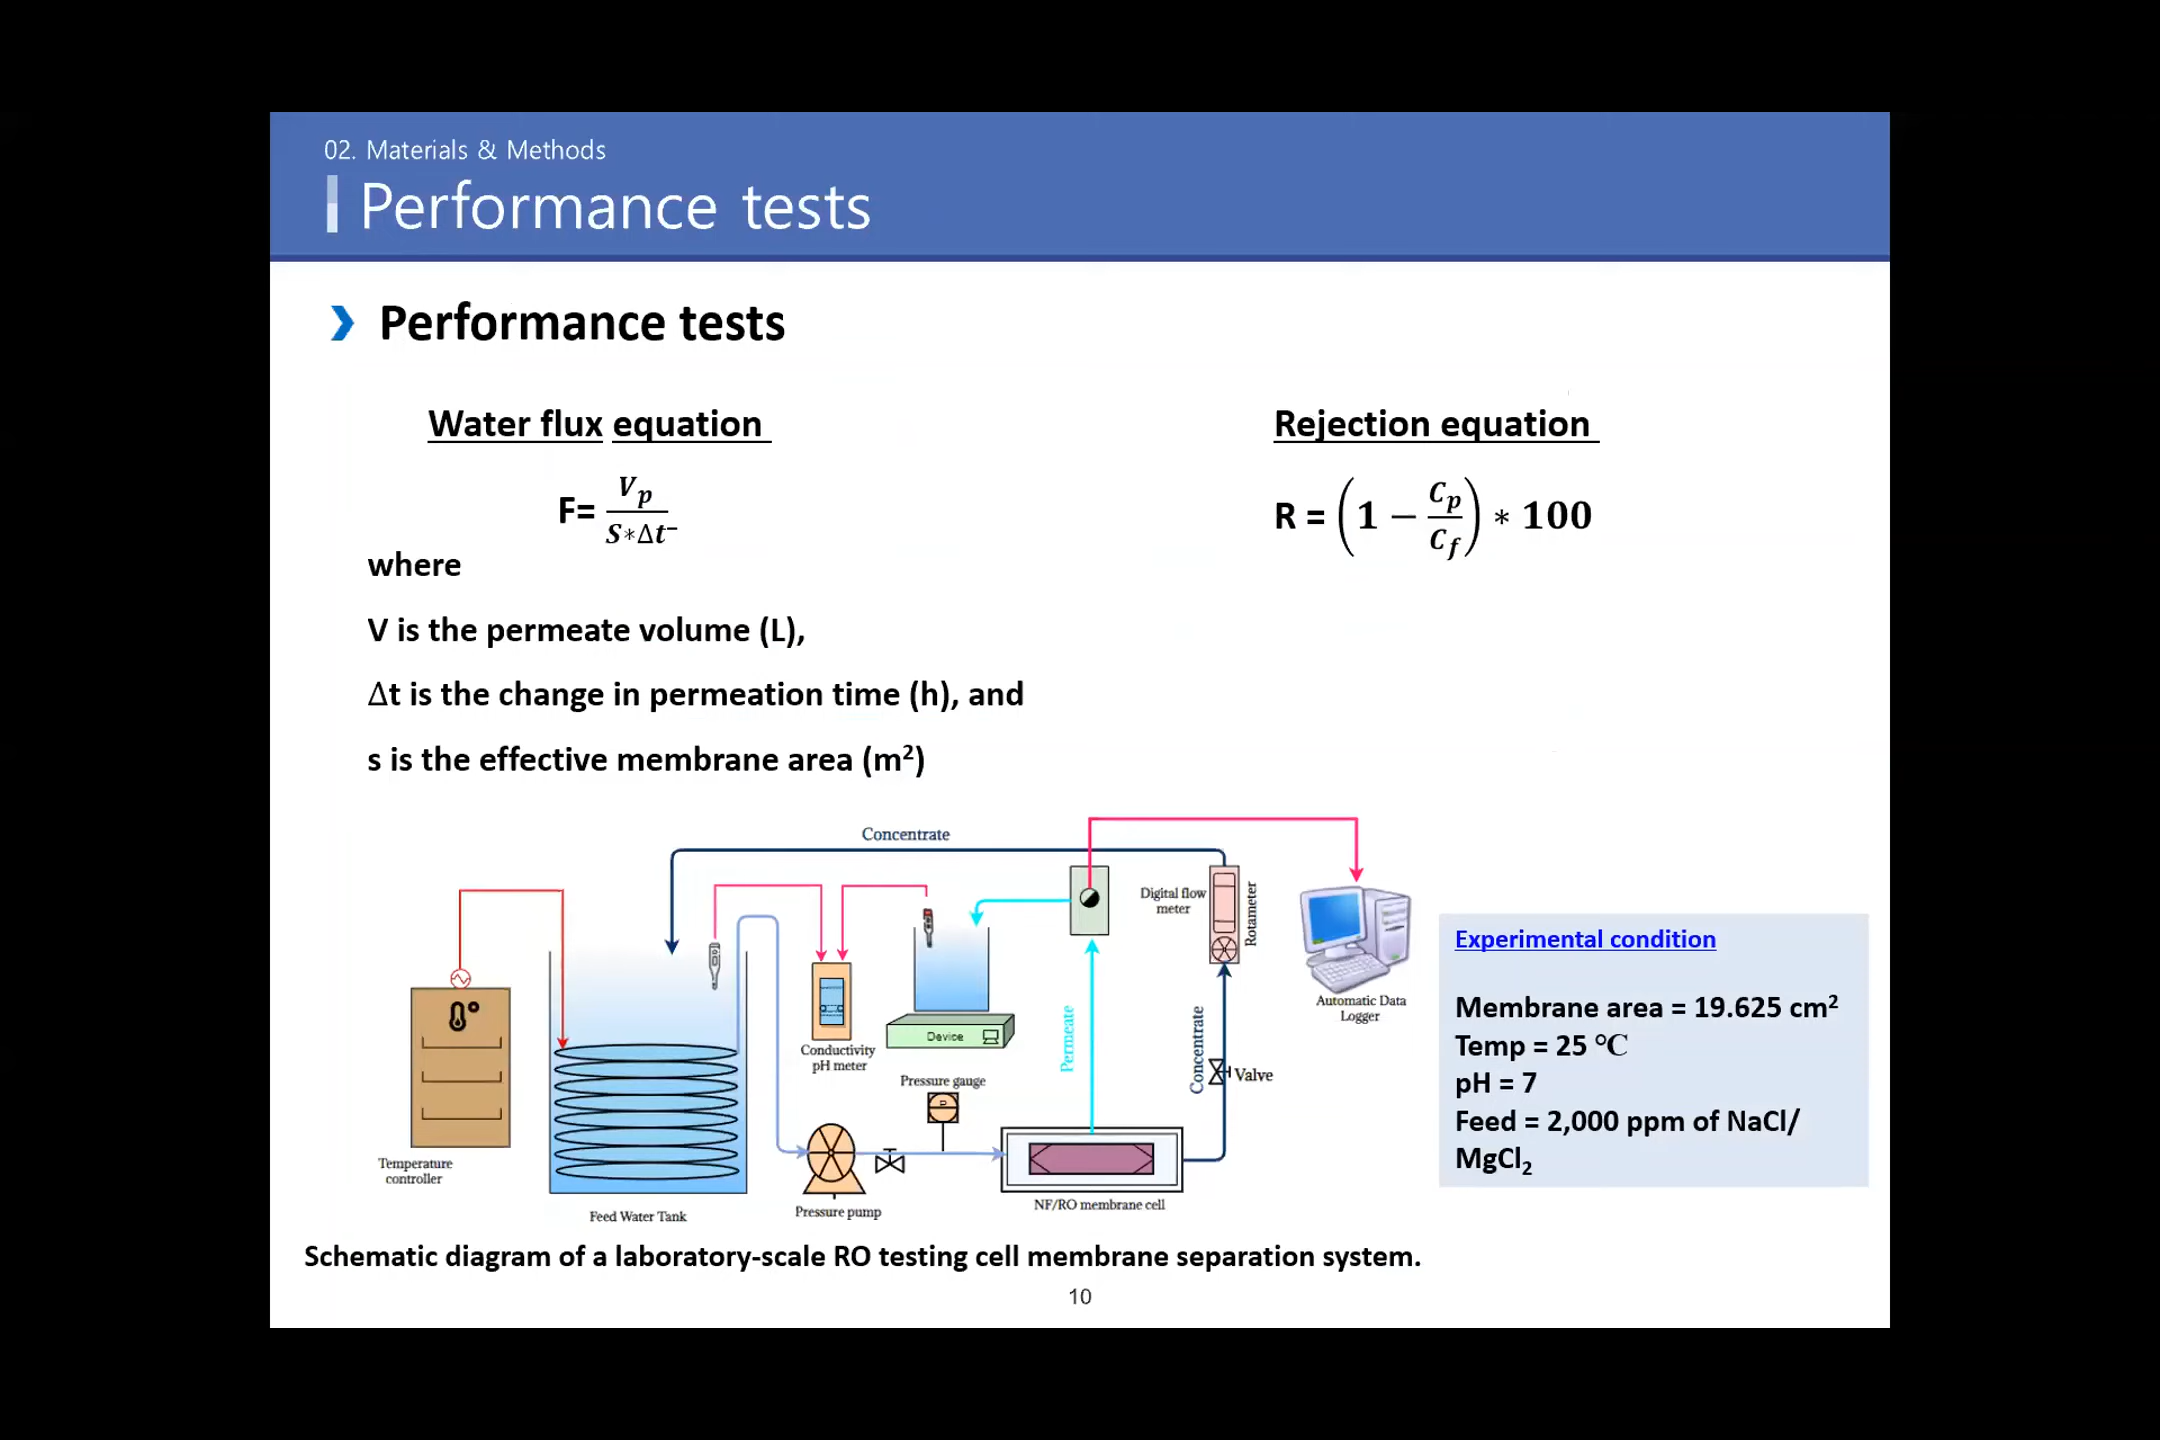 02. Materials & Methods
Performance tests
Performance tests
Water flux equation
F= Vp / S*Δt⁻
where
V is the permeate volume (L),
Δt is the change in permeation time (h), and
s is the effective membrane area (m²)
Rejection equation
R = (1 − Cp / Cf) * 100
Concentrate
Digital flow
meter
Rotameter
Automatic Data
Logger
Device
Conductivity
pH meter
Permeate
Concentrate
Valve
Pressure gauge
P
Temperature
controller
Feed Water Tank
Pressure pump
NF/RO membrane cell
Experimental condition
Membrane area = 19.625 cm²
Temp = 25 ℃
pH = 7
Feed = 2,000 ppm of NaCl/
MgCl₂
Schematic diagram of a laboratory-scale RO testing cell membrane separation system.
10